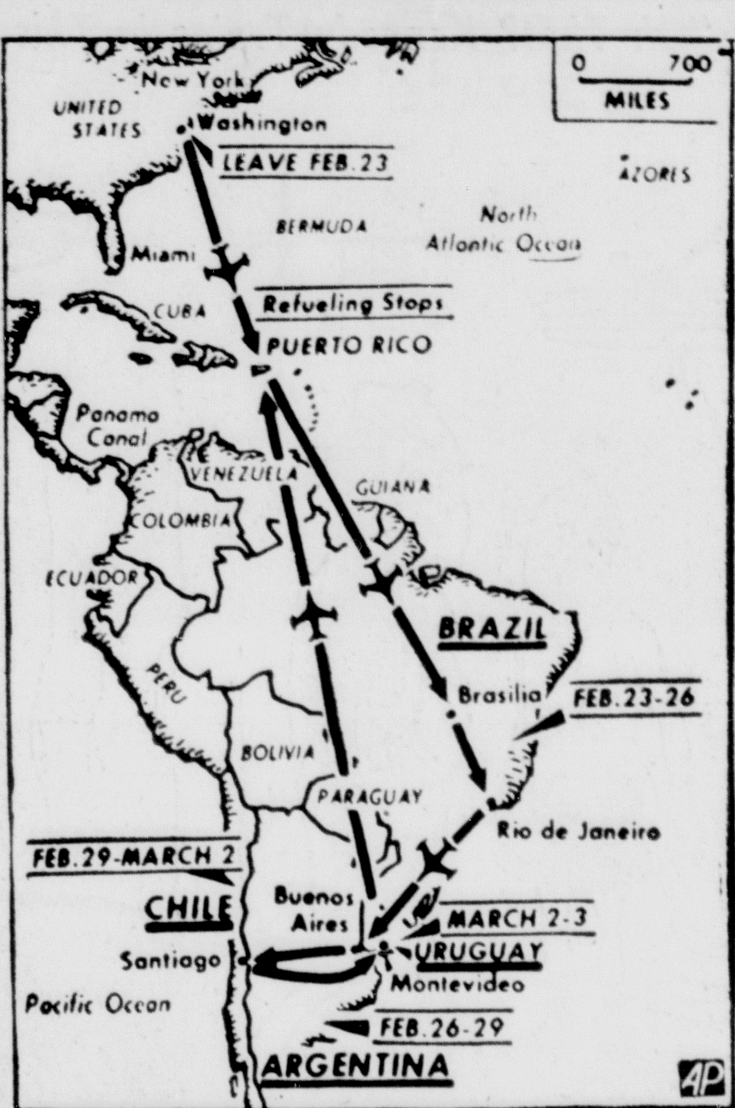 0 700
MILES
New York
UNITED
STATES
Washington
LEAVE FEB.23
AZORES
BERMUDA
North
Atlantic Ocean
Miami
CUBA
Refueling Stops
PUERTO RICO
Panama
Canal
VENEZUELA
GUIANA
COLOMBIA
ECUADOR
BRAZIL
PERU
Brasilia
FEB.23-26
BOLIVIA
PARAGUAY
Rio de Janeiro
FEB.29-MARCH 2
CHILE
Buenos
Aires
MARCH 2-3
URUGUAY
Santiago
Montevideo
Pacific Ocean
FEB.26-29
ARGENTINA
AP